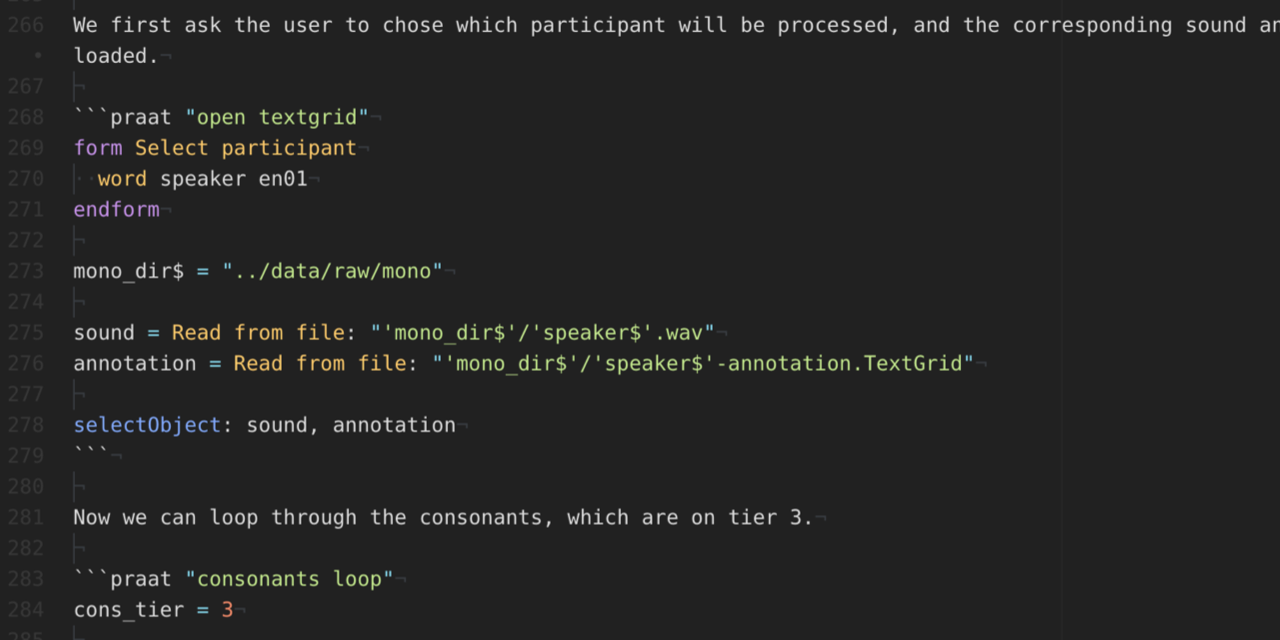 266 We first ask the user to chose which participant will be processed, and the corresponding sound
loaded.
267
268 ```praat "open textgrid"
269 form Select participant
270 word speaker en01
271 endform
272
273 mono_dir$ = "../data/raw/mono"
274
275 sound = Read from file: "'mono_dir$'/'speaker$'.wav"
276 annotation = Read from file: "'mono_dir$'/'speaker$'-annotation.TextGrid"
277
278 selectObject: sound, annotation
279 ```
280
281 Now we can loop through the consonants, which are on tier 3.
282
283 ```praat "consonants loop"
284 cons_tier = 3